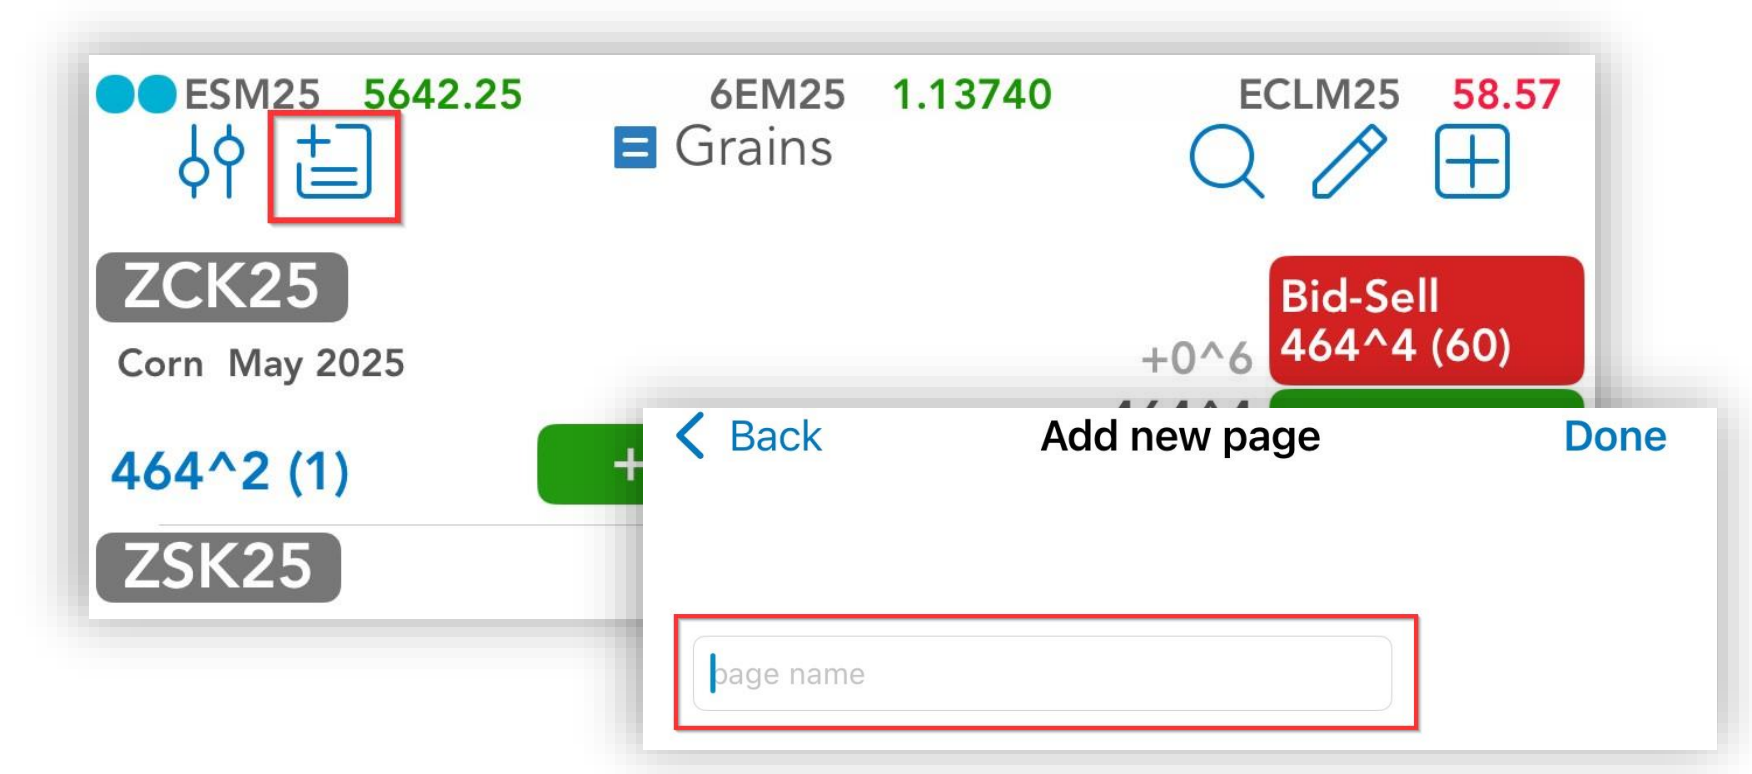 ESM25 5642.25 6EM25 1.13740 ECLM25 58.57
Grains
ZCK25
Corn May 2025
+0^6
Bid-Sell
464^4 (60)
464^2 (1)
+
ZSK25
Back
Add new page
Done
page name